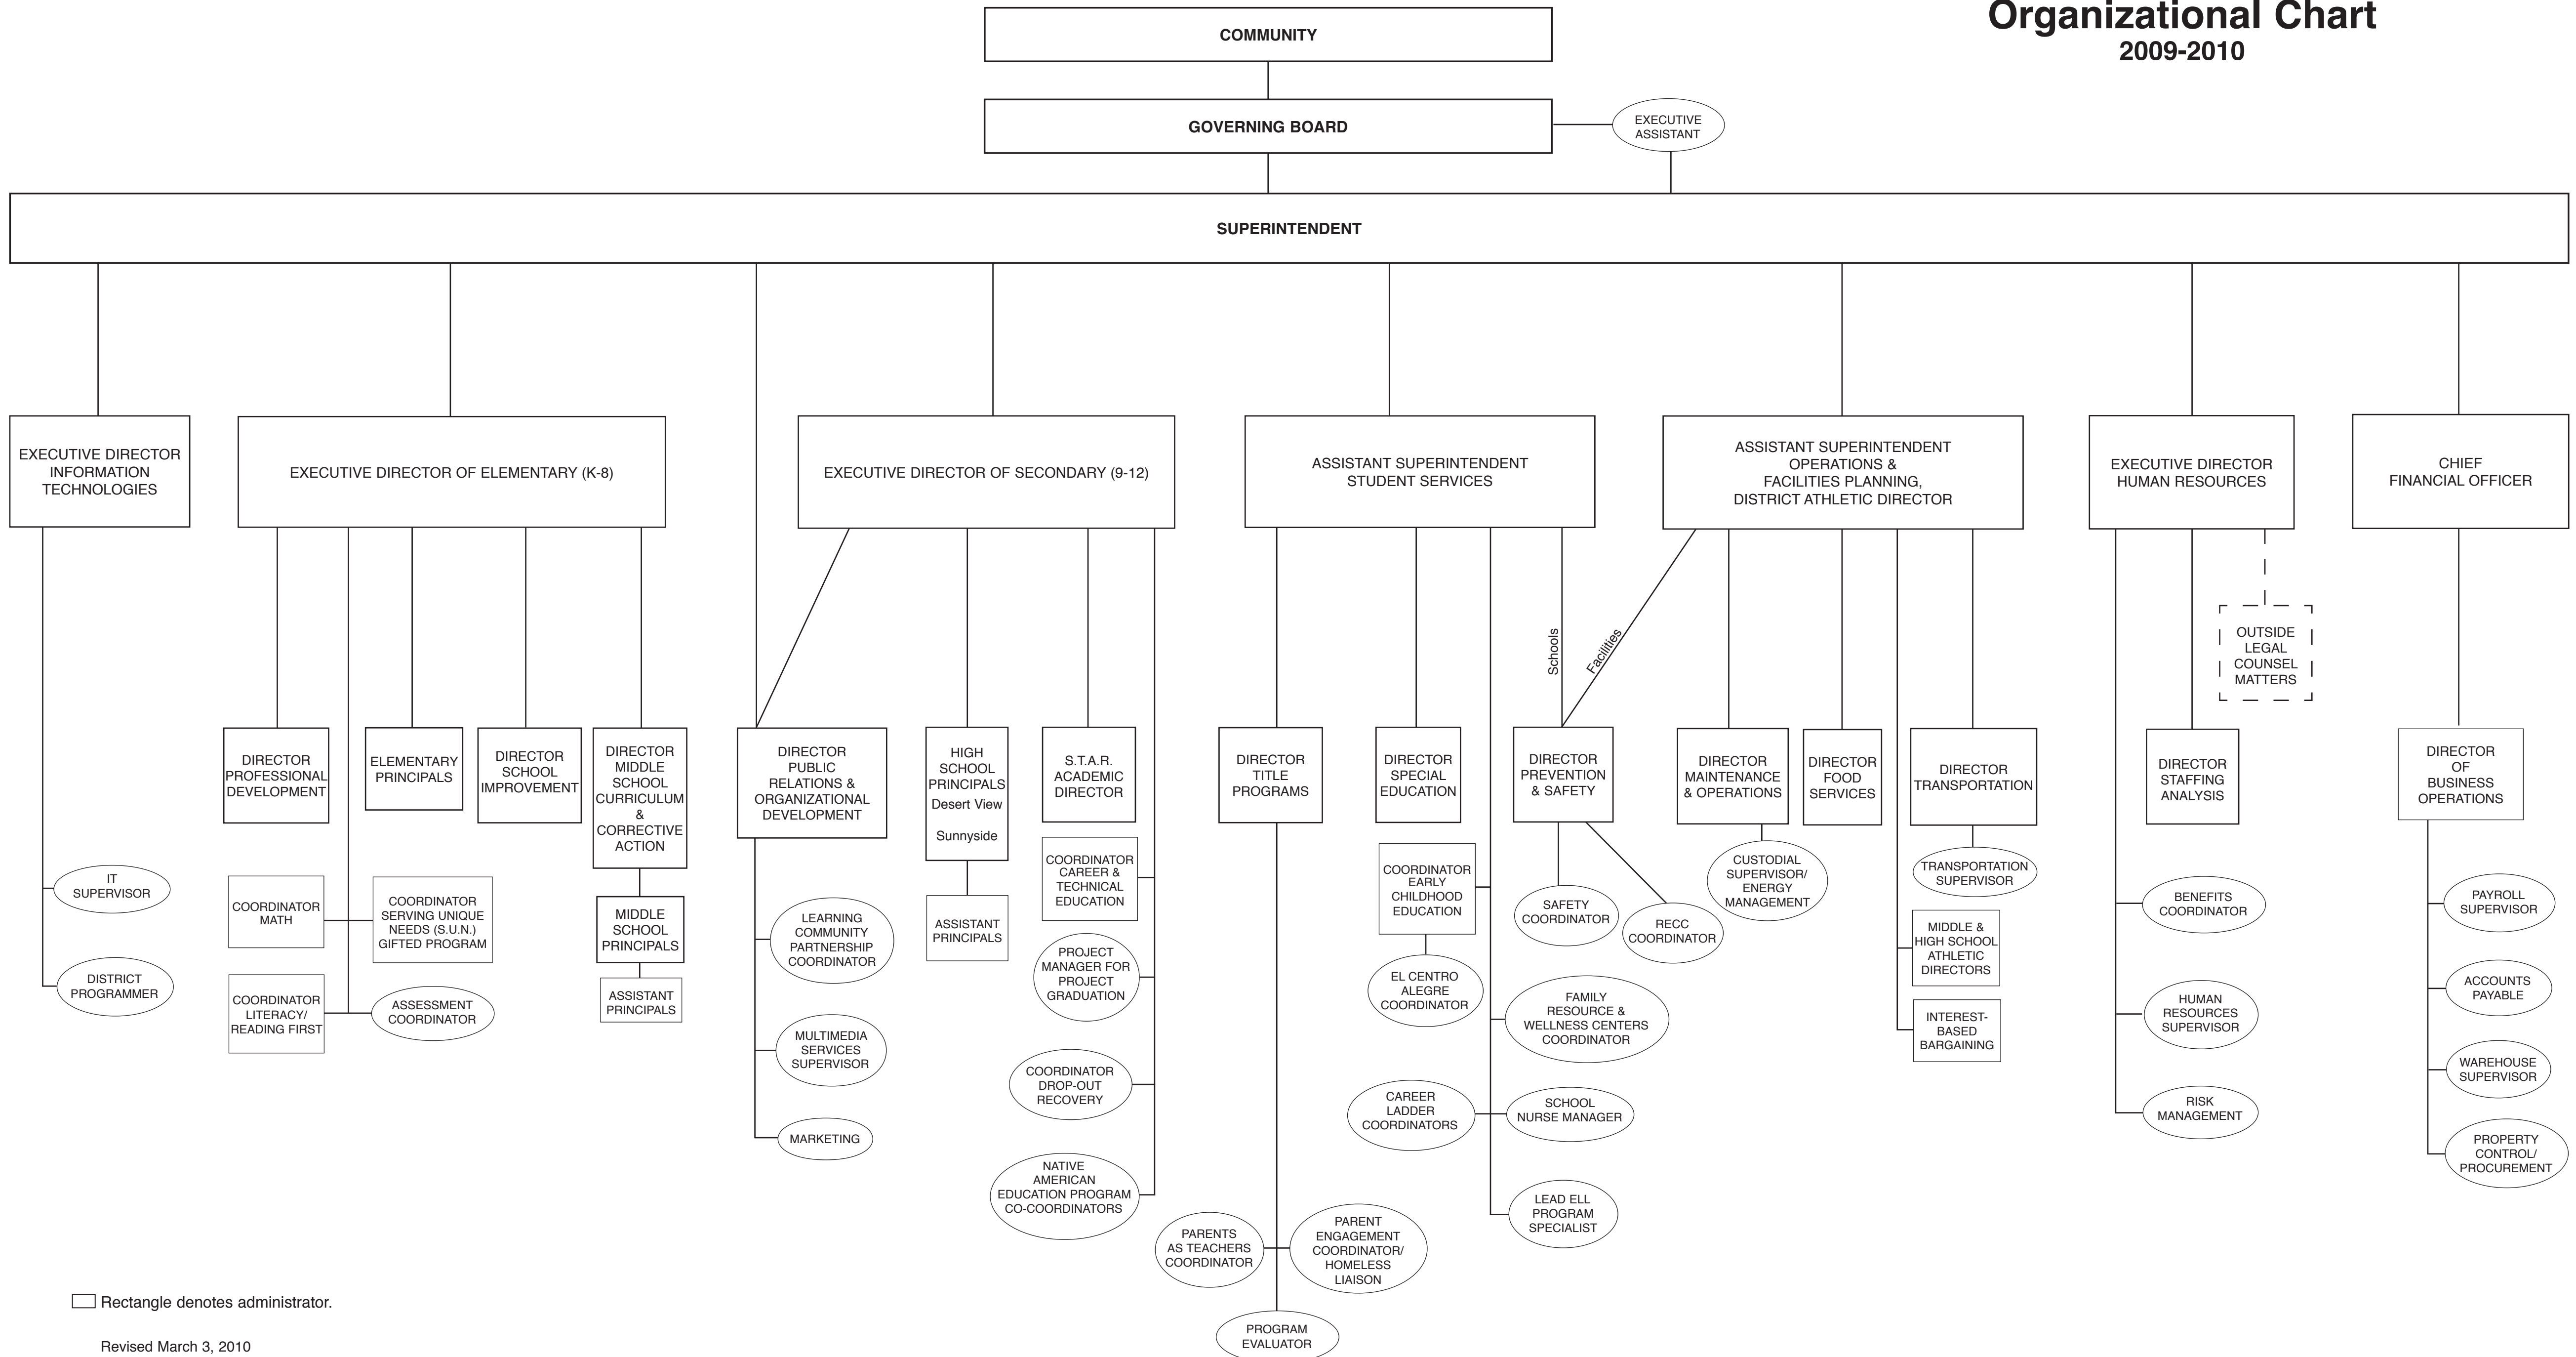 Organizational Chart
2009-2010
COMMUNITY
GOVERNING BOARD
EXECUTIVE
ASSISTANT
SUPERINTENDENT
EXECUTIVE DIRECTOR
INFORMATION
TECHNOLOGIES
EXECUTIVE DIRECTOR OF ELEMENTARY (K-8)
EXECUTIVE DIRECTOR OF SECONDARY (9-12)
ASSISTANT SUPERINTENDENT
STUDENT SERVICES
ASSISTANT SUPERINTENDENT
OPERATIONS &
FACILITIES PLANNING,
DISTRICT ATHLETIC DIRECTOR
EXECUTIVE DIRECTOR
HUMAN RESOURCES
CHIEF
FINANCIAL OFFICER
Schools
Facilities
OUTSIDE
LEGAL
COUNSEL
MATTERS
DIRECTOR
PROFESSIONAL
DEVELOPMENT
ELEMENTARY
PRINCIPALS
DIRECTOR
SCHOOL
IMPROVEMENT
DIRECTOR
MIDDLE
SCHOOL
CURRICULUM
&
CORRECTIVE
ACTION
DIRECTOR
PUBLIC
RELATIONS &
ORGANIZATIONAL
DEVELOPMENT
HIGH
SCHOOL
PRINCIPALS
Desert View
Sunnyside
S.T.A.R.
ACADEMIC
DIRECTOR
DIRECTOR
TITLE
PROGRAMS
DIRECTOR
SPECIAL
EDUCATION
DIRECTOR
PREVENTION
& SAFETY
DIRECTOR
MAINTENANCE
& OPERATIONS
DIRECTOR
FOOD
SERVICES
DIRECTOR
TRANSPORTATION
DIRECTOR
STAFFING
ANALYSIS
DIRECTOR
OF
BUSINESS
OPERATIONS
IT
SUPERVISOR
DISTRICT
PROGRAMMER
COORDINATOR
MATH
COORDINATOR
SERVING UNIQUE
NEEDS (S.U.N.)
GIFTED PROGRAM
COORDINATOR
LITERACY/
READING FIRST
ASSESSMENT
COORDINATOR
MIDDLE
SCHOOL
PRINCIPALS
ASSISTANT
PRINCIPALS
LEARNING
COMMUNITY
PARTNERSHIP
COORDINATOR
MULTIMEDIA
SERVICES
SUPERVISOR
MARKETING
ASSISTANT
PRINCIPALS
COORDINATOR
CAREER &
TECHNICAL
EDUCATION
PROJECT
MANAGER FOR
PROJECT
GRADUATION
COORDINATOR
DROP-OUT
RECOVERY
NATIVE
AMERICAN
EDUCATION PROGRAM
CO-COORDINATORS
PARENTS
AS TEACHERS
COORDINATOR
PARENT
ENGAGEMENT
COORDINATOR/
HOMELESS
LIAISON
PROGRAM
EVALUATOR
COORDINATOR
EARLY
CHILDHOOD
EDUCATION
EL CENTRO
ALEGRE
COORDINATOR
CAREER
LADDER
COORDINATORS
SAFETY
COORDINATOR
RECC
COORDINATOR
FAMILY
RESOURCE &
WELLNESS CENTERS
COORDINATOR
SCHOOL
NURSE MANAGER
LEAD ELL
PROGRAM
SPECIALIST
CUSTODIAL
SUPERVISOR/
ENERGY
MANAGEMENT
TRANSPORTATION
SUPERVISOR
MIDDLE &
HIGH SCHOOL
ATHLETIC
DIRECTORS
INTEREST-
BASED
BARGAINING
BENEFITS
COORDINATOR
HUMAN
RESOURCES
SUPERVISOR
RISK
MANAGEMENT
PAYROLL
SUPERVISOR
ACCOUNTS
PAYABLE
WAREHOUSE
SUPERVISOR
PROPERTY
CONTROL/
PROCUREMENT
Rectangle denotes administrator.
Revised March 3, 2010